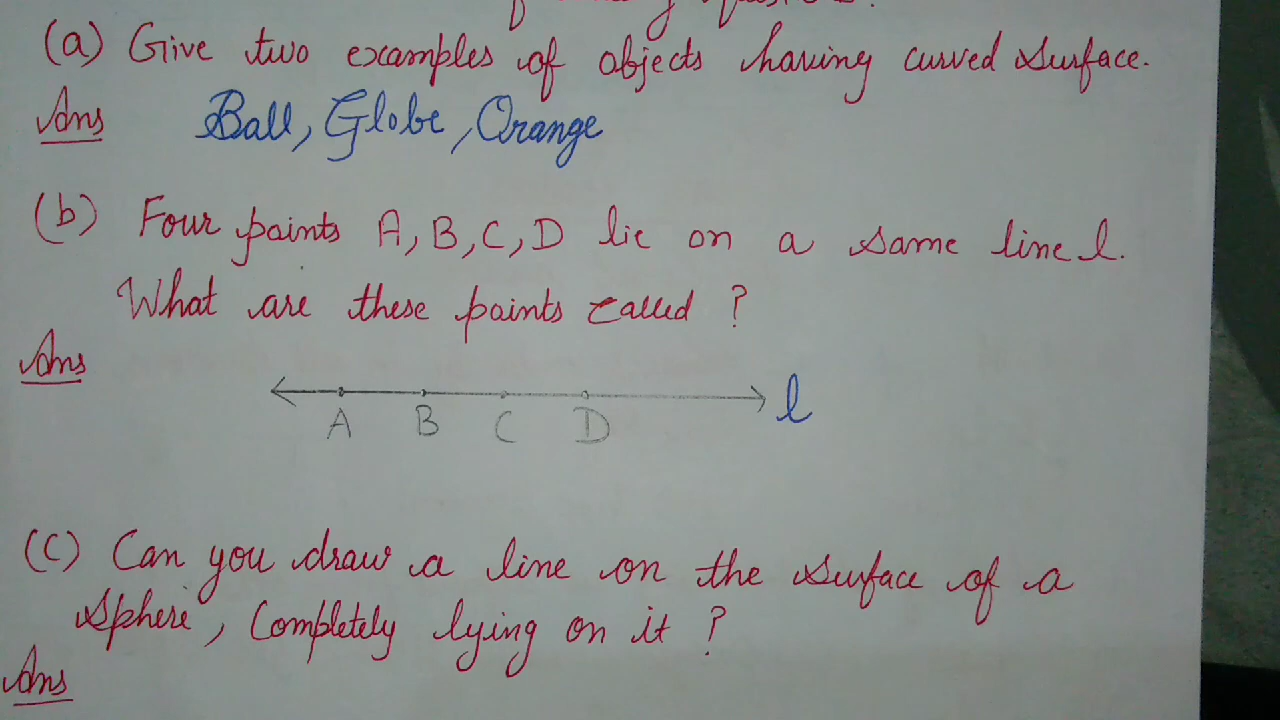 (a) Give two examples of objects having curved surface.
Ans Ball, Globe, Orange
(b) Four points A, B, C, D lie on a same line l.
What are these points called ?
Ans
l
A B C D
(C) Can you draw a line on the surface of a
sphere, Completely lying on it ?
Ans